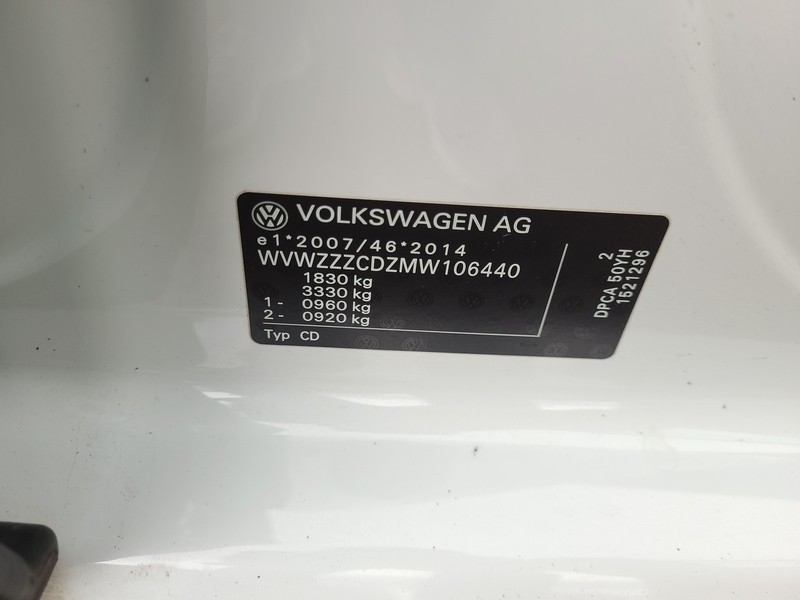 VOLKSWAGEN AG
e1*2007/46*2014
WVWZZZCDZMW106440
1830 kg
3330 kg
1 - 0960 kg
2 - 0920 kg
Typ CD
2
DPCA 50YH
1521296